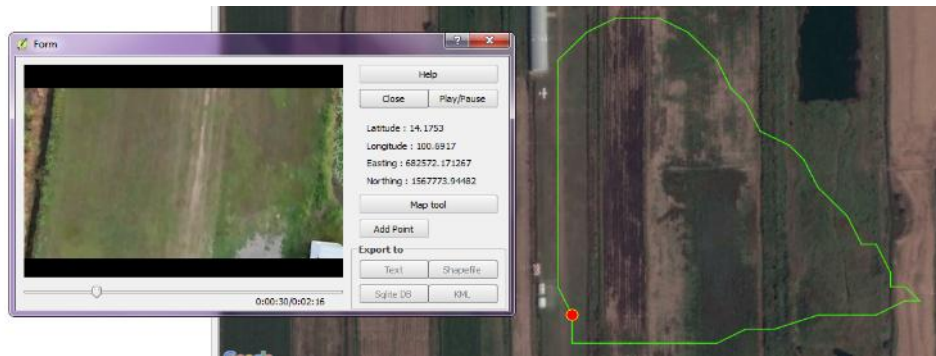 Form
Help
Close Play/Pause
Latitude : 14.1753
Longitude : 100.6917
Easting : 682572.171267
Northing : 1567773.94482
Map tool
Add Point
Export to
Text Shapefile
Sqlite DB KML
0:00:30/0:02:16